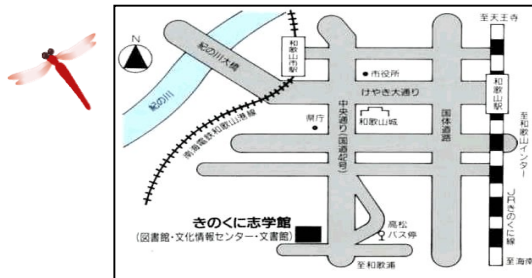 至天王寺
N
紀の川大橋
和歌山市駅
市役所
けやき大通り
和歌山駅
紀の川
南海電鉄和歌山港線
県庁
和歌山城
中央通り(国道42号)
国体道路
至和歌山インター
JRきのくに線
きのくに志学館
(図書館・文化情報センター・文書館)
高松
バス停
至和歌浦
至海南